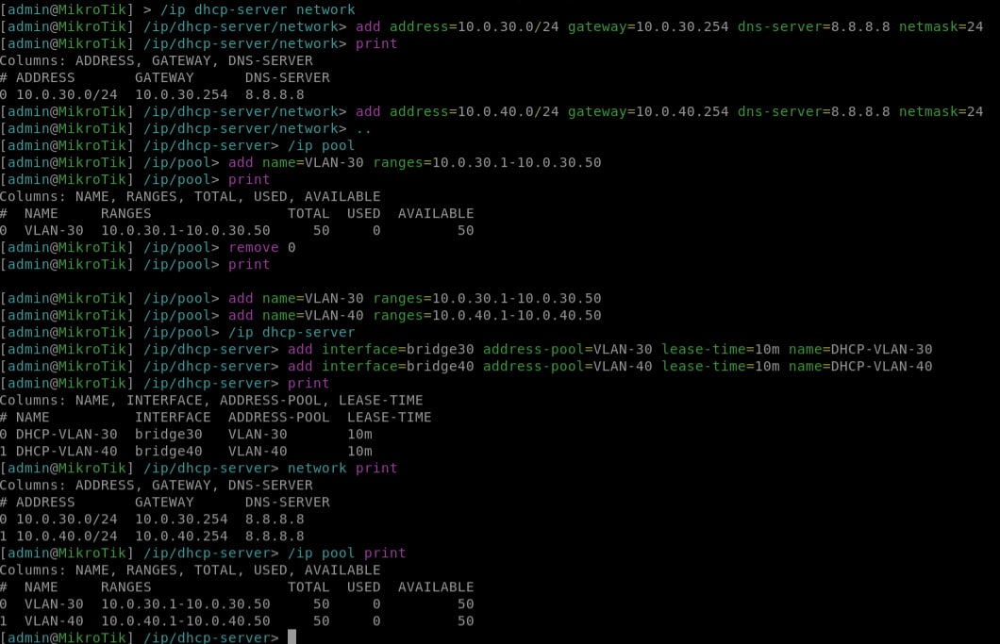 [admin@MikroTik] > /ip dhcp-server network
[admin@MikroTik] /ip/dhcp-server/network> add address=10.0.30.0/24 gateway=10.0.30.254 dns-server=8.8.8.8 netmask=24
[admin@MikroTik] /ip/dhcp-server/network> print
Columns: ADDRESS, GATEWAY, DNS-SERVER
# ADDRESS       GATEWAY      DNS-SERVER
0 10.0.30.0/24  10.0.30.254  8.8.8.8
[admin@MikroTik] /ip/dhcp-server/network> add address=10.0.40.0/24 gateway=10.0.40.254 dns-server=8.8.8.8 netmask=24
[admin@MikroTik] /ip/dhcp-server/network> ..
[admin@MikroTik] /ip/dhcp-server> /ip pool
[admin@MikroTik] /ip/pool> add name=VLAN-30 ranges=10.0.30.1-10.0.30.50
[admin@MikroTik] /ip/pool> print
Columns: NAME, RANGES, TOTAL, USED, AVAILABLE
#  NAME     RANGES                TOTAL  USED  AVAILABLE
0  VLAN-30  10.0.30.1-10.0.30.50     50     0         50
[admin@MikroTik] /ip/pool> remove 0
[admin@MikroTik] /ip/pool> print
[admin@MikroTik] /ip/pool> add name=VLAN-30 ranges=10.0.30.1-10.0.30.50
[admin@MikroTik] /ip/pool> add name=VLAN-40 ranges=10.0.40.1-10.0.40.50
[admin@MikroTik] /ip/pool> /ip dhcp-server
[admin@MikroTik] /ip/dhcp-server> add interface=bridge30 address-pool=VLAN-30 lease-time=10m name=DHCP-VLAN-30
[admin@MikroTik] /ip/dhcp-server> add interface=bridge40 address-pool=VLAN-40 lease-time=10m name=DHCP-VLAN-40
[admin@MikroTik] /ip/dhcp-server> print
Columns: NAME, INTERFACE, ADDRESS-POOL, LEASE-TIME
# NAME          INTERFACE  ADDRESS-POOL  LEASE-TIME
0 DHCP-VLAN-30  bridge30   VLAN-30       10m
1 DHCP-VLAN-40  bridge40   VLAN-40       10m
[admin@MikroTik] /ip/dhcp-server> network print
Columns: ADDRESS, GATEWAY, DNS-SERVER
# ADDRESS       GATEWAY      DNS-SERVER
0 10.0.30.0/24  10.0.30.254  8.8.8.8
1 10.0.40.0/24  10.0.40.254  8.8.8.8
[admin@MikroTik] /ip/dhcp-server> /ip pool print
Columns: NAME, RANGES, TOTAL, USED, AVAILABLE
#  NAME     RANGES                TOTAL  USED  AVAILABLE
0  VLAN-30  10.0.30.1-10.0.30.50     50     0         50
1  VLAN-40  10.0.40.1-10.0.40.50     50     0         50
[admin@MikroTik] /ip/dhcp-server>